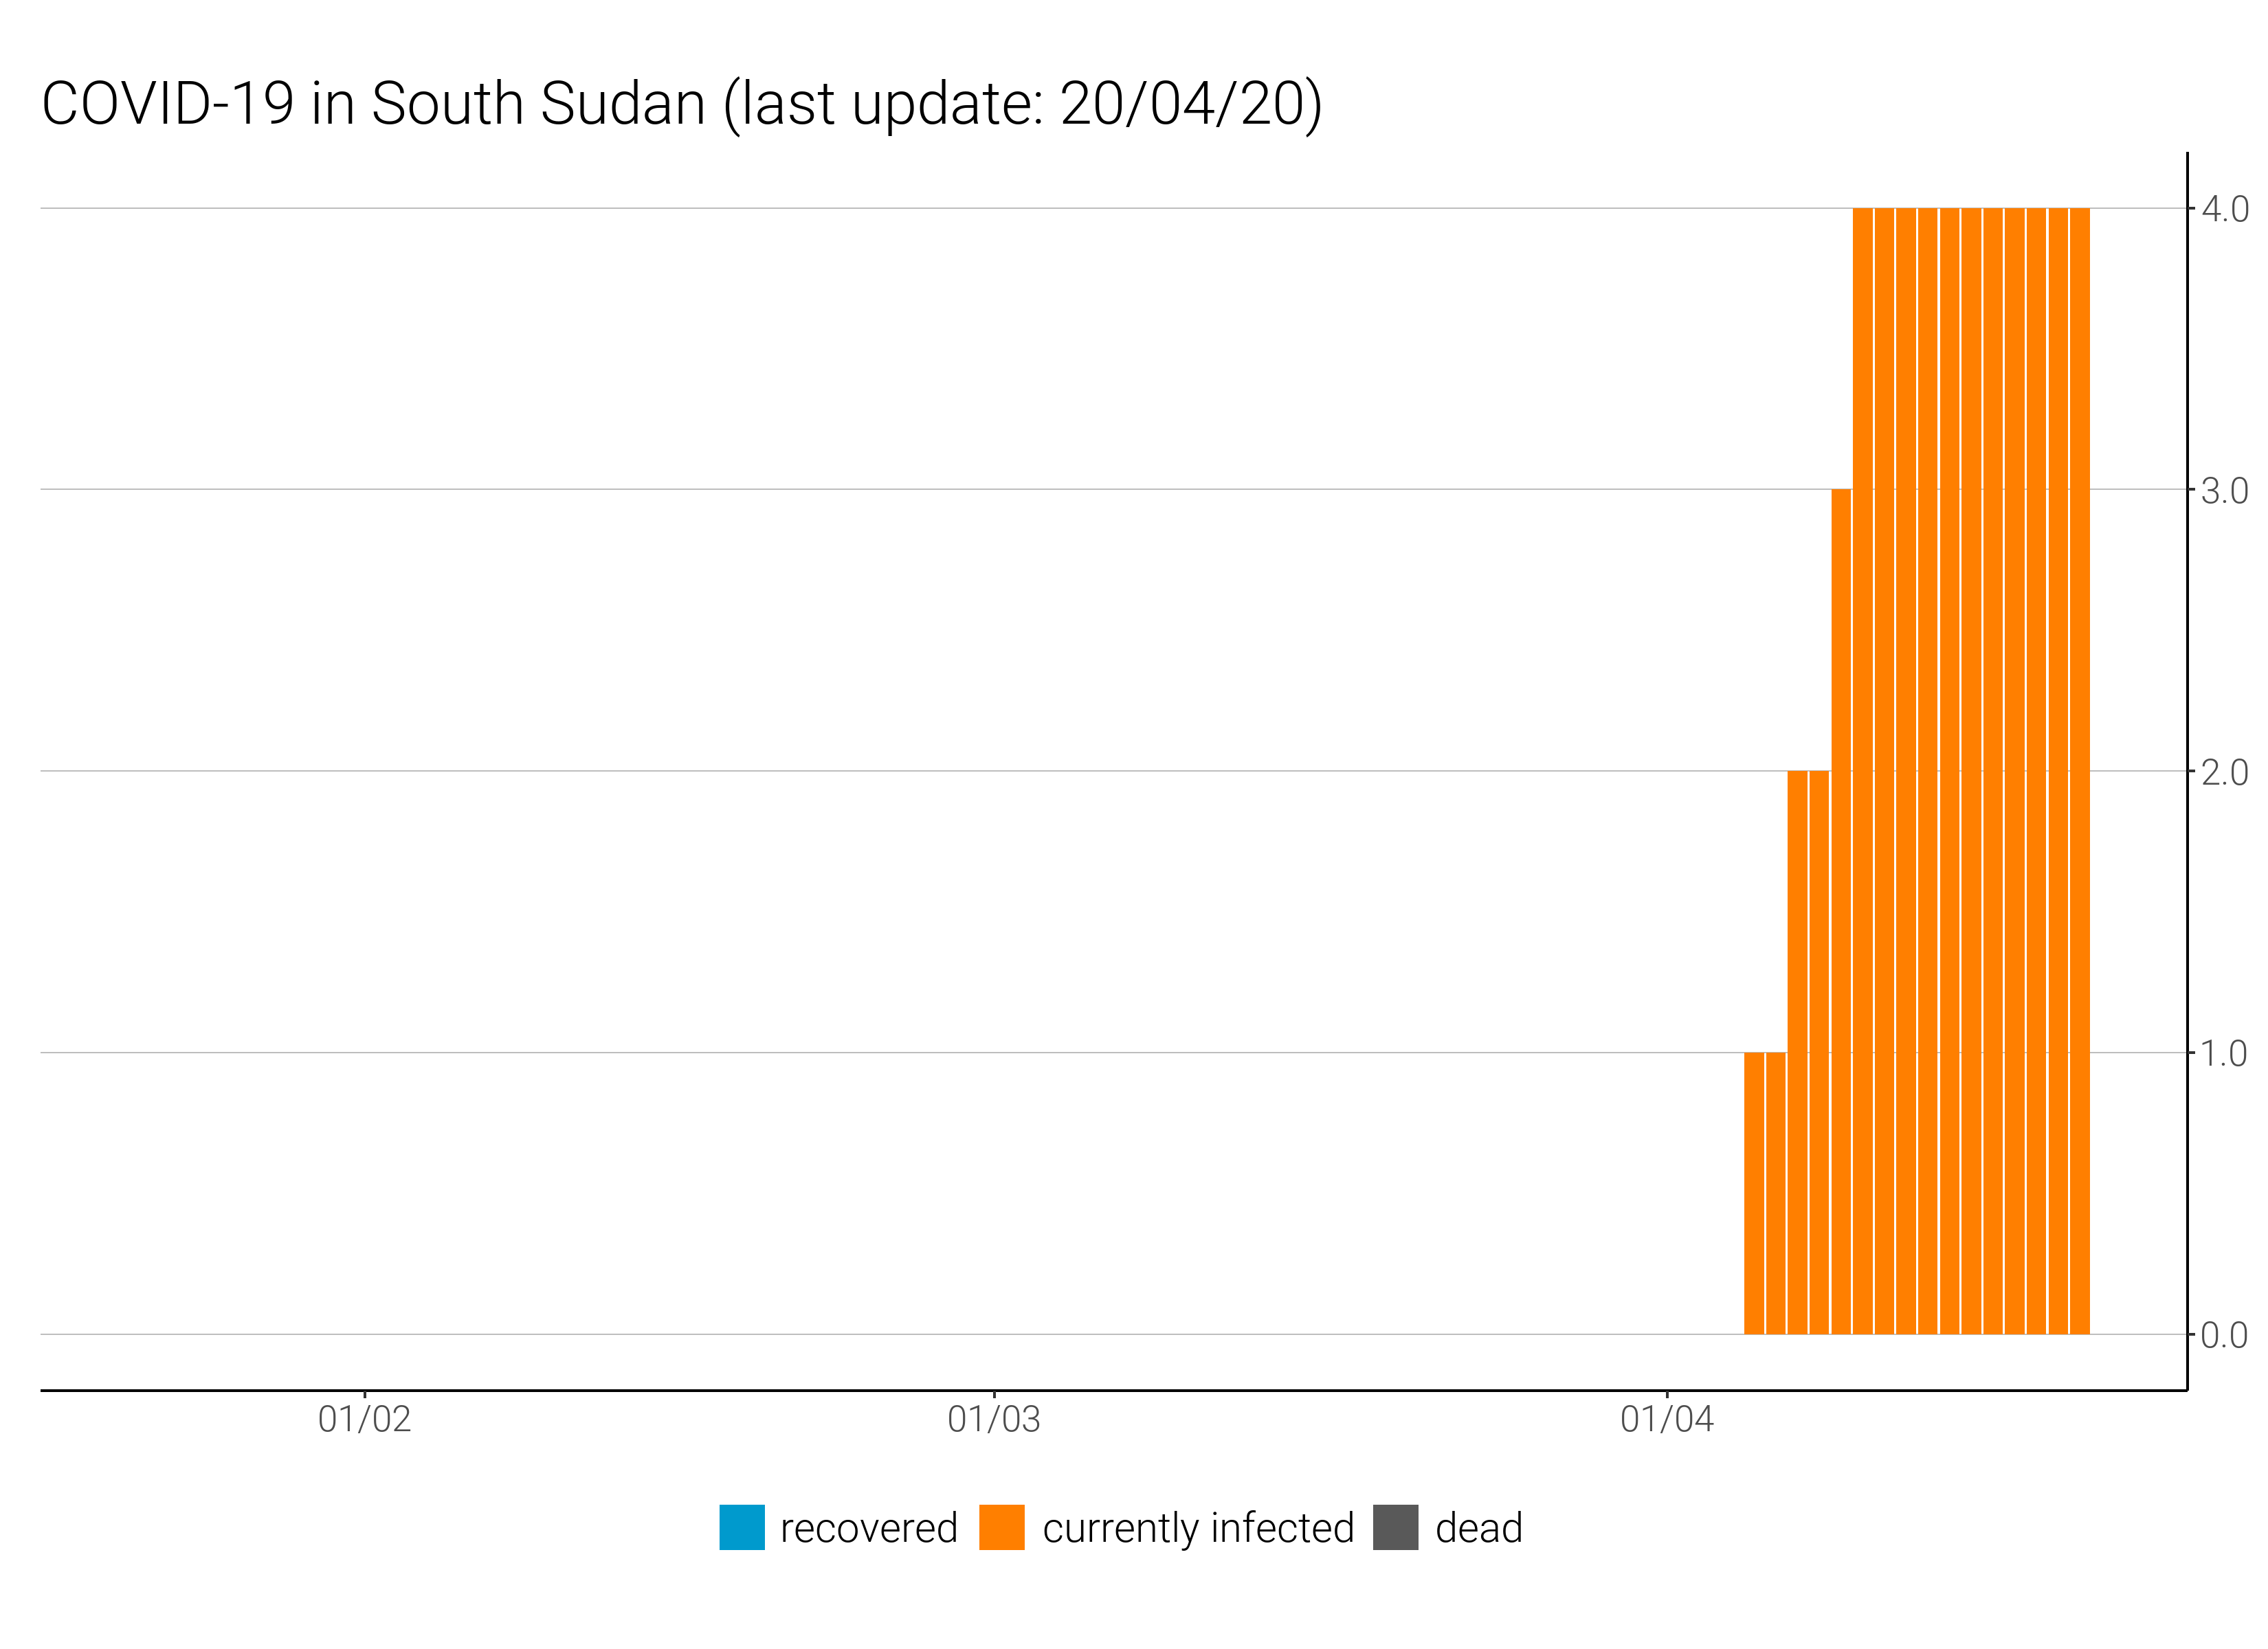 COVID-19 in South Sudan (last update: 20/04/20)
4.0
3.0
2.0
1.0
0.0
01/02 01/03 01/04
recovered currently infected dead